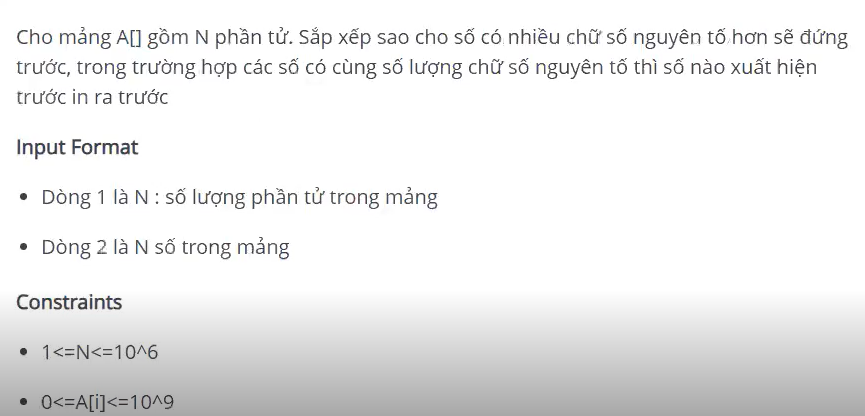 Cho mảng A[] gồm N phần tử. Sắp xếp sao cho số có nhiều chữ số nguyên tố hơn sẽ đứng
trước, trong trường hợp các số có cùng số lượng chữ số nguyên tố thì số nào xuất hiện
trước in ra trước
Input Format
• Dòng 1 là N : số lượng phần tử trong mảng
• Dòng 2 là N số trong mảng
Constraints
• 1<=N<=10^6
• 0<=A[i]<=10^9